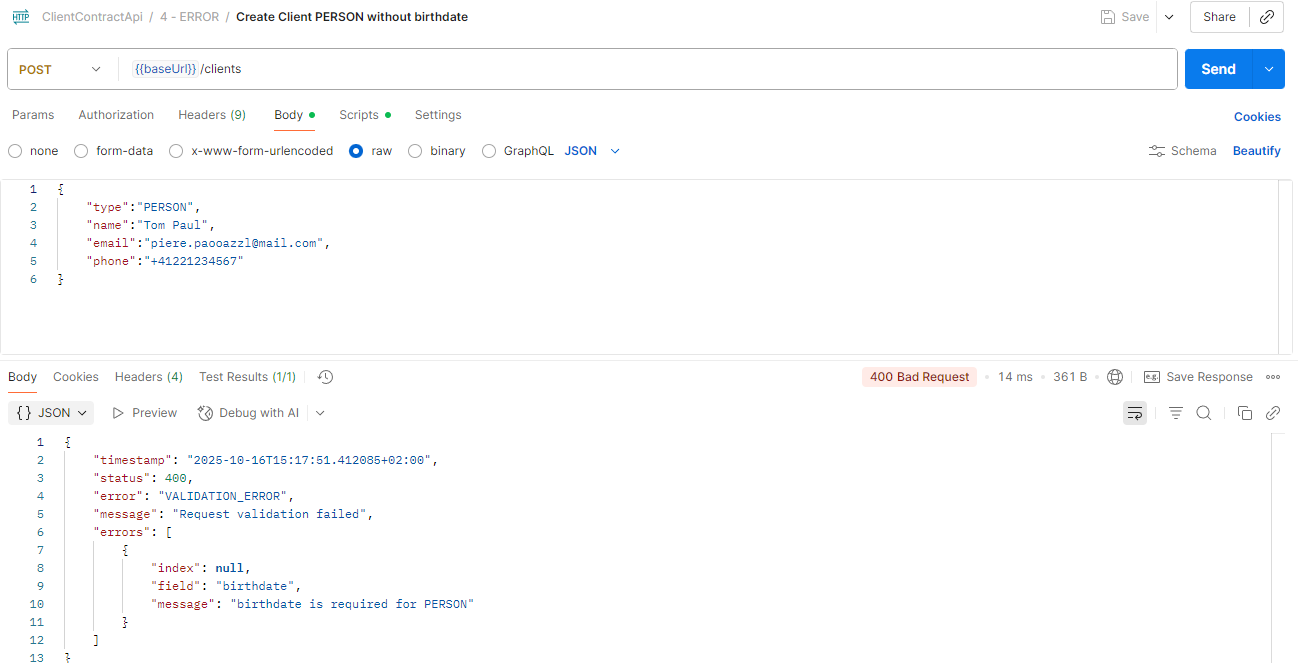 HTTP ClientContractApi / 4 - ERROR / Create Client PERSON without birthdate Save Share
POST {{baseUrl}} /clients Send
Params Authorization Headers (9) Body Scripts Settings Cookies
none form-data x-www-form-urlencoded raw binary GraphQL JSON Schema Beautify
1 {
2 "type":"PERSON",
3 "name":"Tom Paul",
4 "email":"piere.paooazzl@mail.com",
5 "phone":"+41221234567"
6 }
Body Cookies Headers (4) Test Results (1/1) 400 Bad Request • 14 ms • 361 B • e.g. Save Response
{} JSON Preview Debug with AI
1 {
2 "timestamp": "2025-10-16T15:17:51.412085+02:00",
3 "status": 400,
4 "error": "VALIDATION_ERROR",
5 "message": "Request validation failed",
6 "errors": [
7 {
8 "index": null,
9 "field": "birthdate",
10 "message": "birthdate is required for PERSON"
11 }
12 ]
13 }